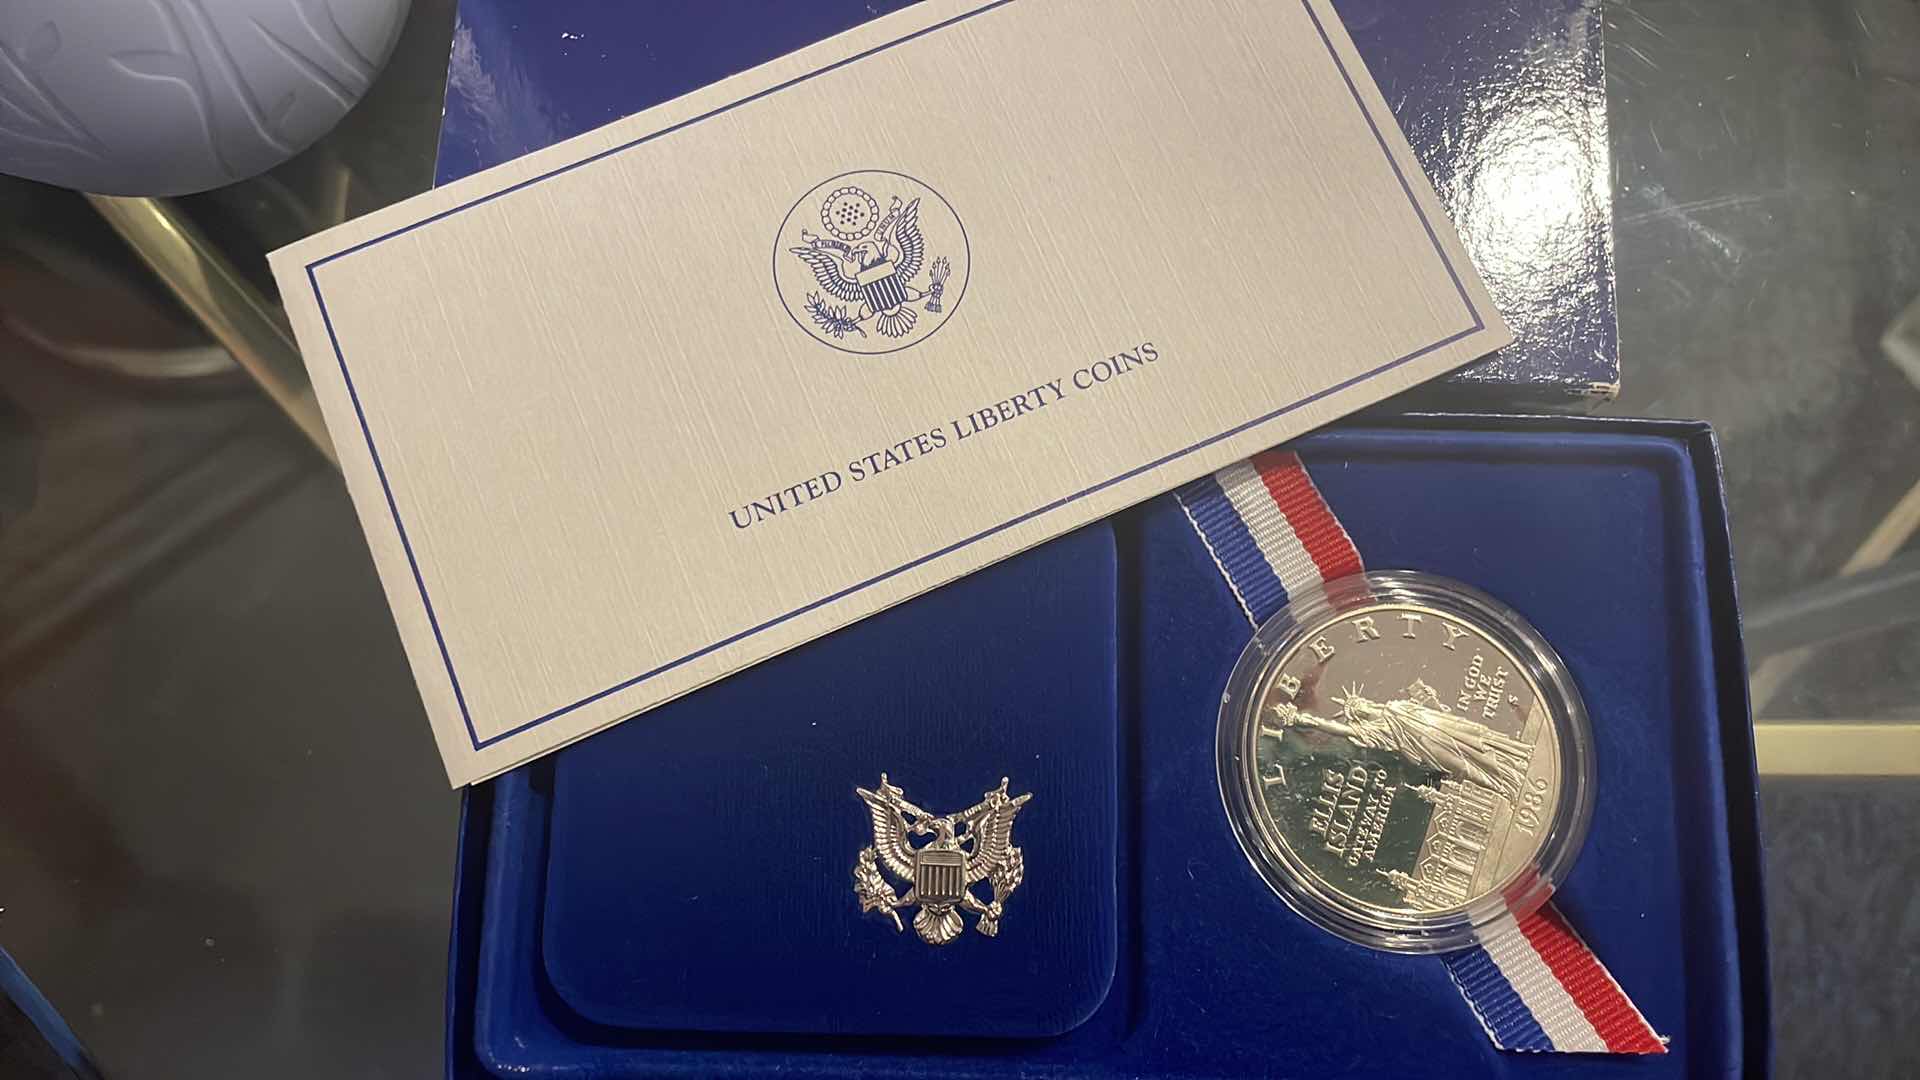 UNITED STATES LIBERTY COINS
LIBERTY
IN GOD
WE
TRUST
S
ELLIS
ISLAND
GATEWAY TO
AMERICA
1986